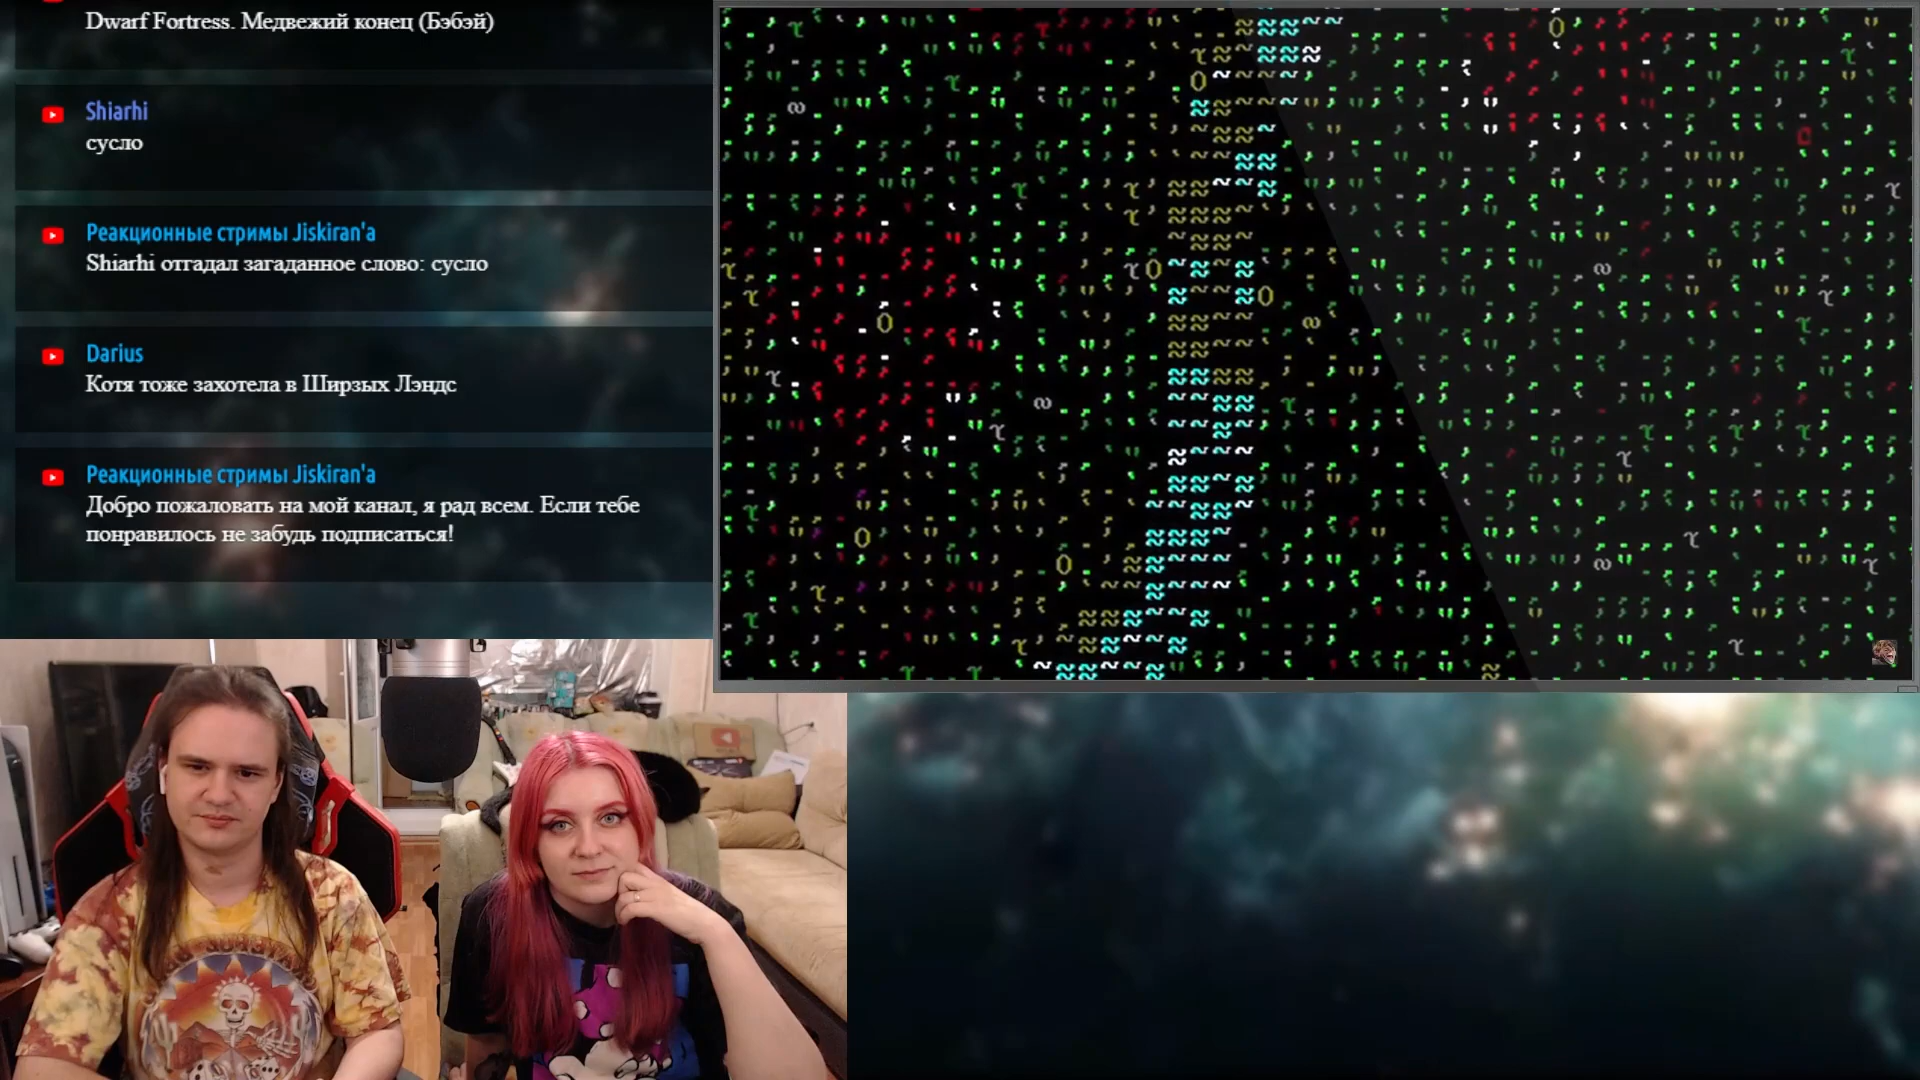 Dwarf Fortress. Медвежий конец (Бэбэй)
Shiarhi
сусло
Реакционные стримы Jiskiran'a
Shiarhi отгадал загаданное слово: сусло
Darius
Котя тоже захотела в Ширзых Лэндс
Реакционные стримы Jiskiran'a
Добро пожаловать на мой канал, я рад всем. Если тебе
понравилось не забудь подписаться!